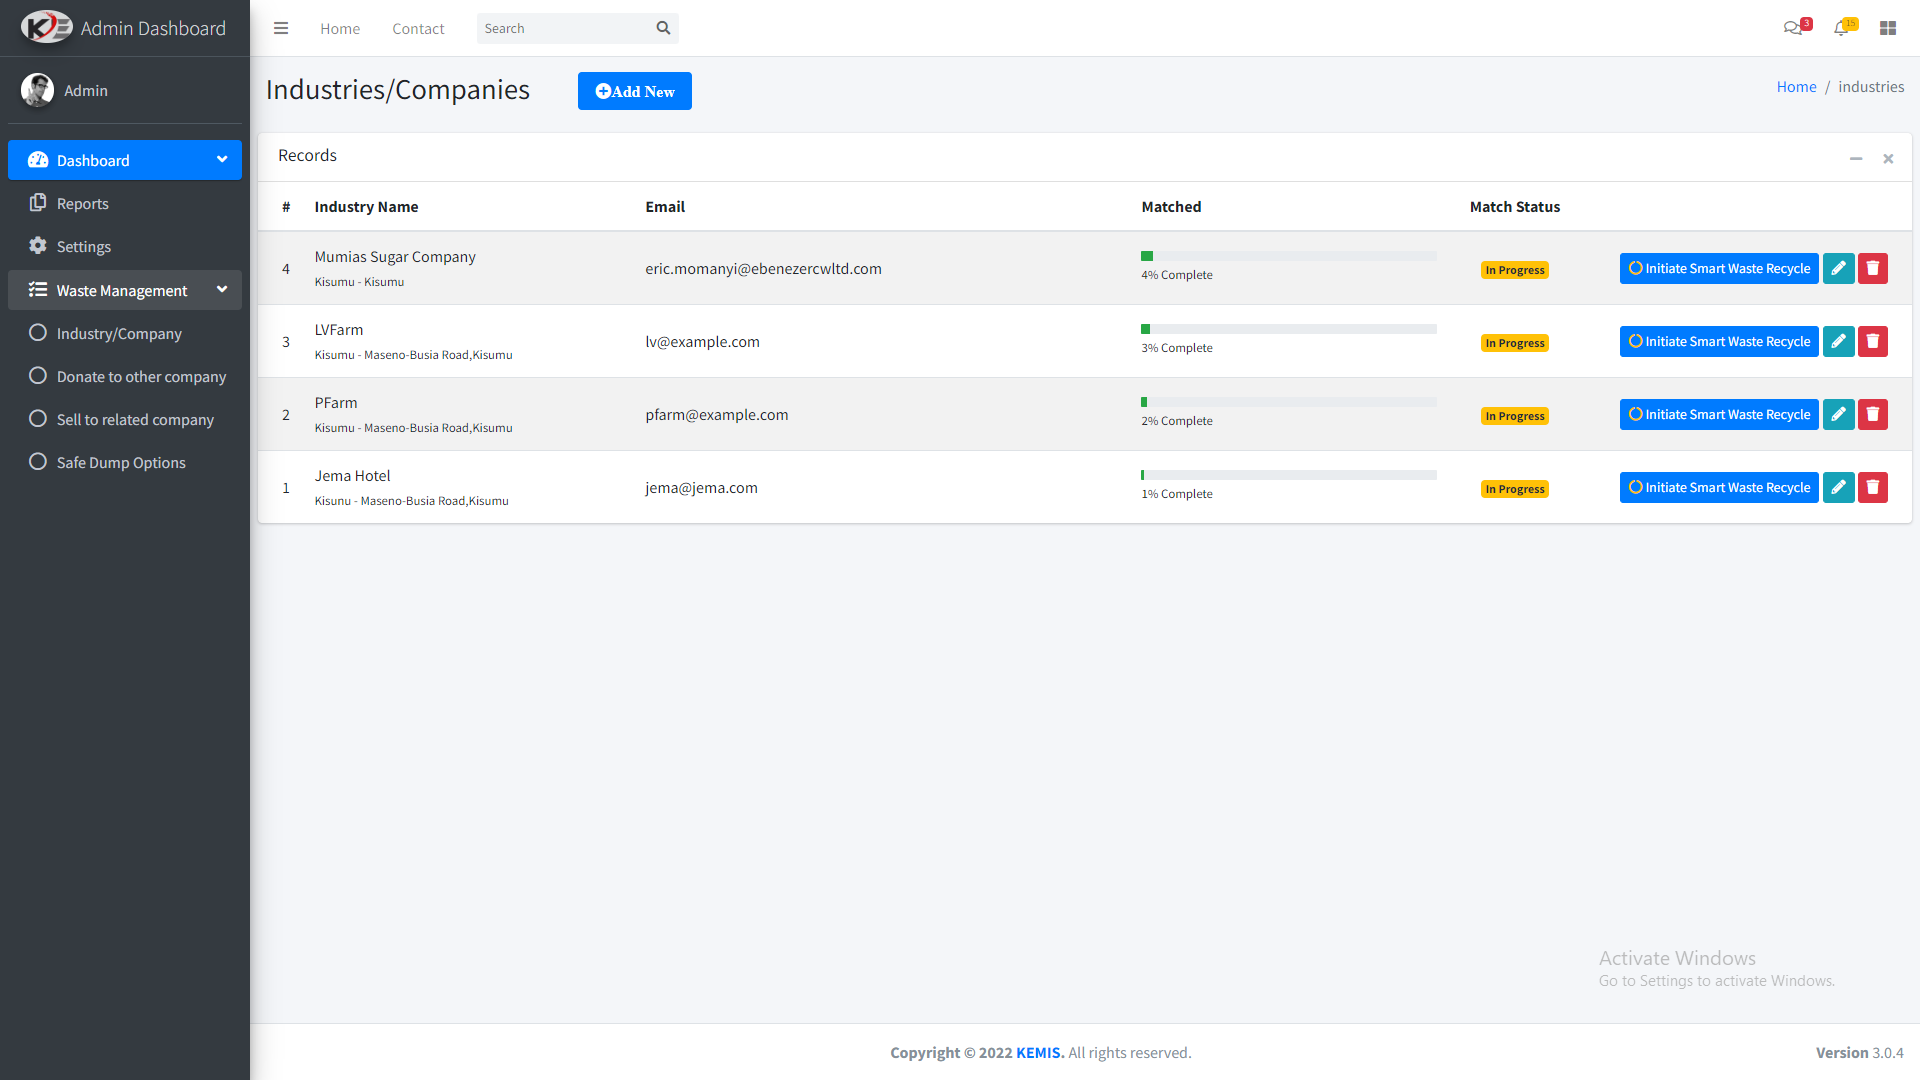 KE Admin Dashboard
Home
Contact
Search
3
15
Admin
Industries/Companies
Add New
Home / industries
Dashboard
Reports
Settings
Waste Management
Industry/Company
Donate to other company
Sell to related company
Safe Dump Options
Records
# Industry Name Email Matched Match Status
4 Mumias Sugar Company
Kisumu - Kisumu
eric.momanyi@ebenezercwltd.com
4% Complete
In Progress
Initiate Smart Waste Recycle
3 LVFarm
Kisumu - Maseno-Busia Road,Kisumu
lv@example.com
3% Complete
In Progress
Initiate Smart Waste Recycle
2 PFarm
Kisumu - Maseno-Busia Road,Kisumu
pfarm@example.com
2% Complete
In Progress
Initiate Smart Waste Recycle
1 Jema Hotel
Kisunu - Maseno-Busia Road,Kisumu
jema@jema.com
1% Complete
In Progress
Initiate Smart Waste Recycle
Activate Windows
Go to Settings to activate Windows.
Copyright © 2022 KEMIS. All rights reserved.
Version 3.0.4